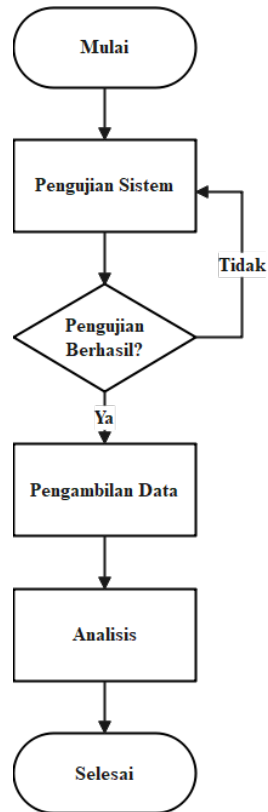 Mulai
Pengujian Sistem
Tidak
Pengujian
Berhasil?
Ya
Pengambilan Data
Analisis
Selesai